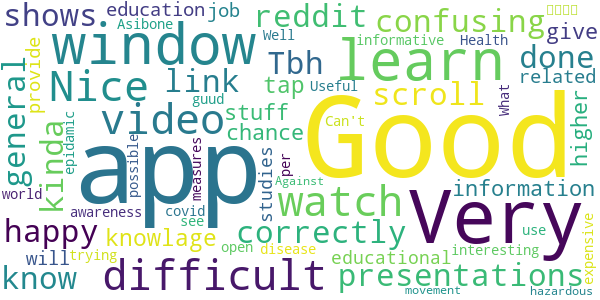 shows education job reddit confusing give
Asibone
window Nice link Tbh learn done
Well informative Health Useful related
general provide video guud tap scroll higher
kinda stuff chance Can't What
epidamic app possible measures studies per Good Very
world awareness covid see watch information
happy knowlage correctly educational interesting use expensive
know will trying difficult open disease Against presentations
movement hazardous